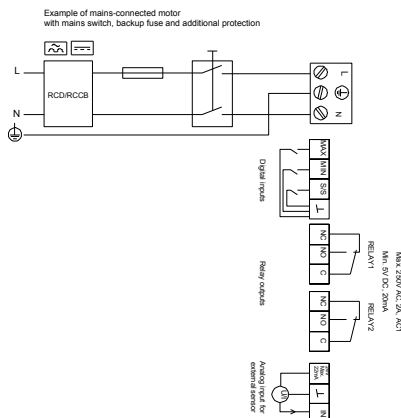 Example of mains-connected motor
with mains switch, backup fuse and additional protection
L
RCD/RCCB
N
L
N
MAX
MIN
S/S
Digital inputs
NC
NO
C
RELAY1
Max. 250V AC, 2A, AC1
Min. 5V DC, 20mA
Relay outputs
NC
NO
C
RELAY2
Max.
22mA
IN
U/I
Analog input for
external sensor